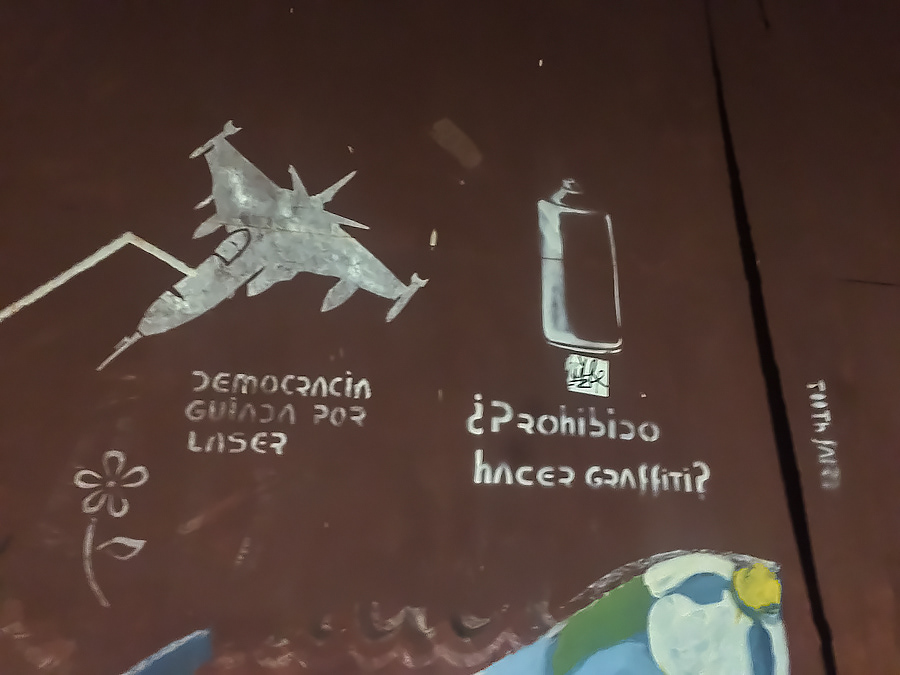 DEMOCRACIA
GUIADA POR
LASER
¿Prohibido
hacer graffiti?